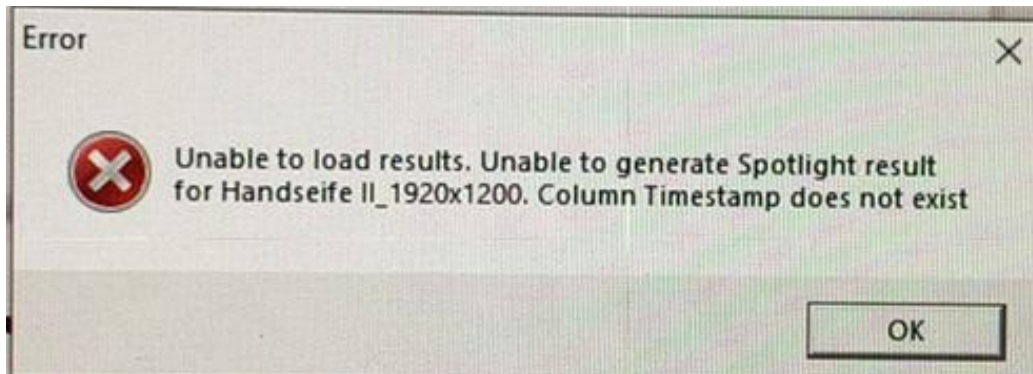 Error
Unable to load results. Unable to generate Spotlight result
for Handseife II_1920x1200. Column Timestamp does not exist
OK